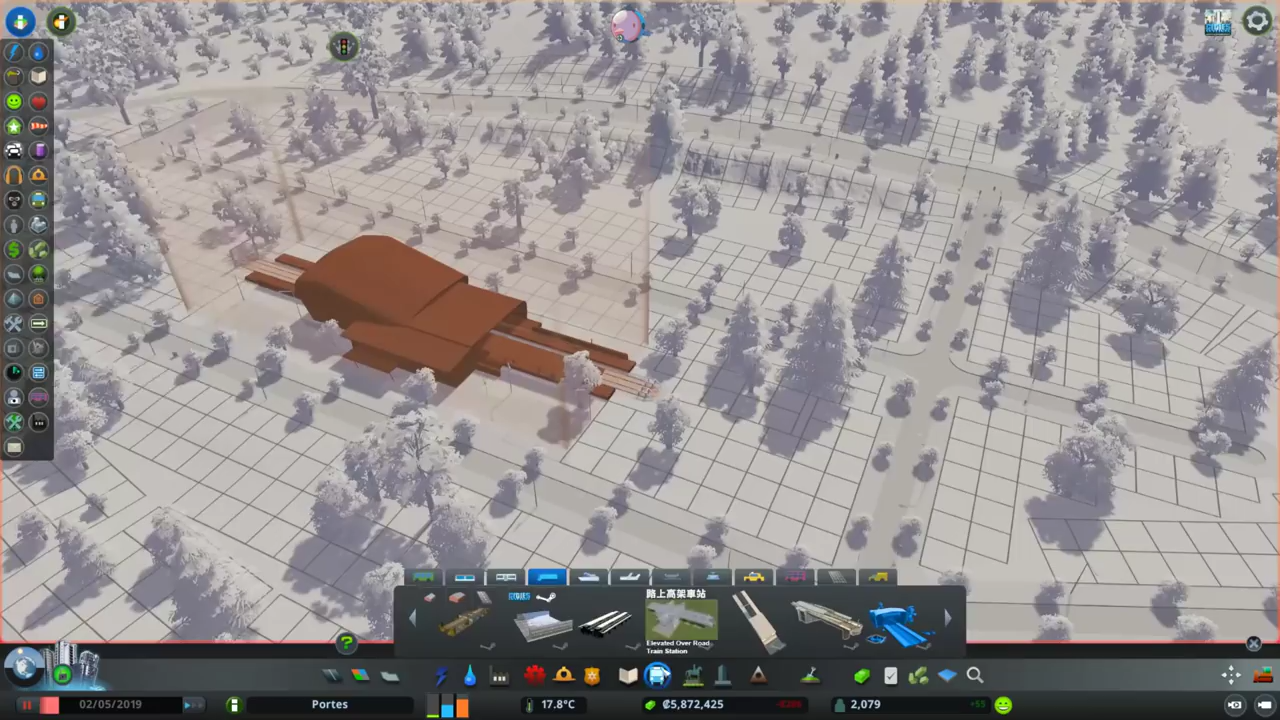 路上高架車站
Elevated Over Road
Train Station
?
02/05/2019
Portes
17.8°C
₡5,872,425
2,079
+55